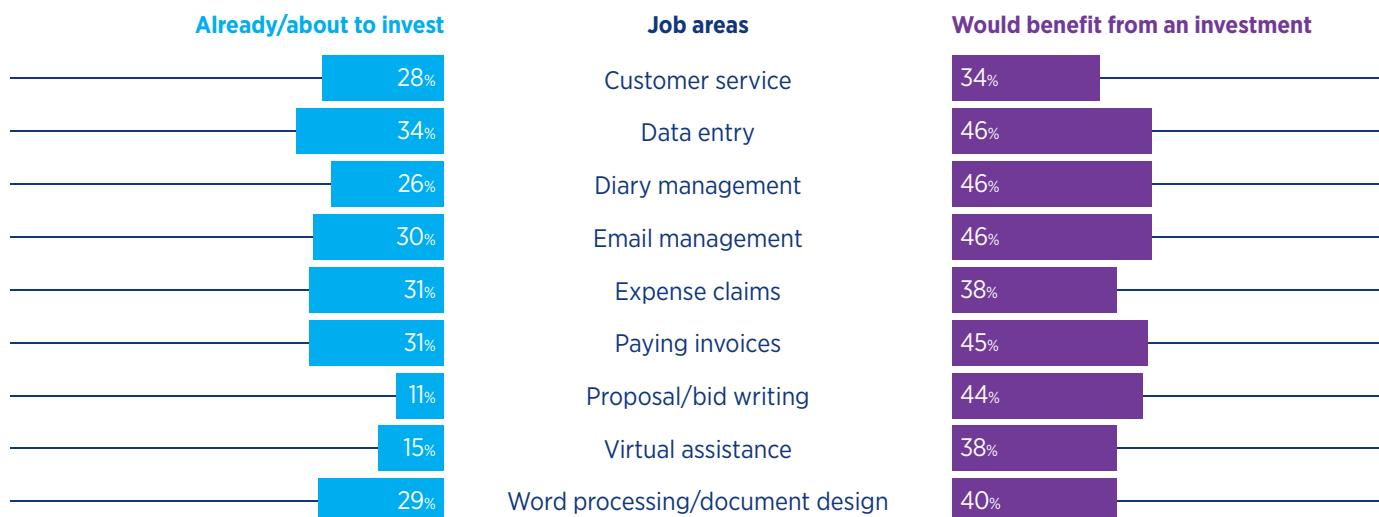 Already/about to invest Job areas Would benefit from an investment
28% Customer service 34%
34% Data entry 46%
26% Diary management 46%
30% Email management 46%
31% Expense claims 38%
31% Paying invoices 45%
11% Proposal/bid writing 44%
15% Virtual assistance 38%
29% Word processing/document design 40%